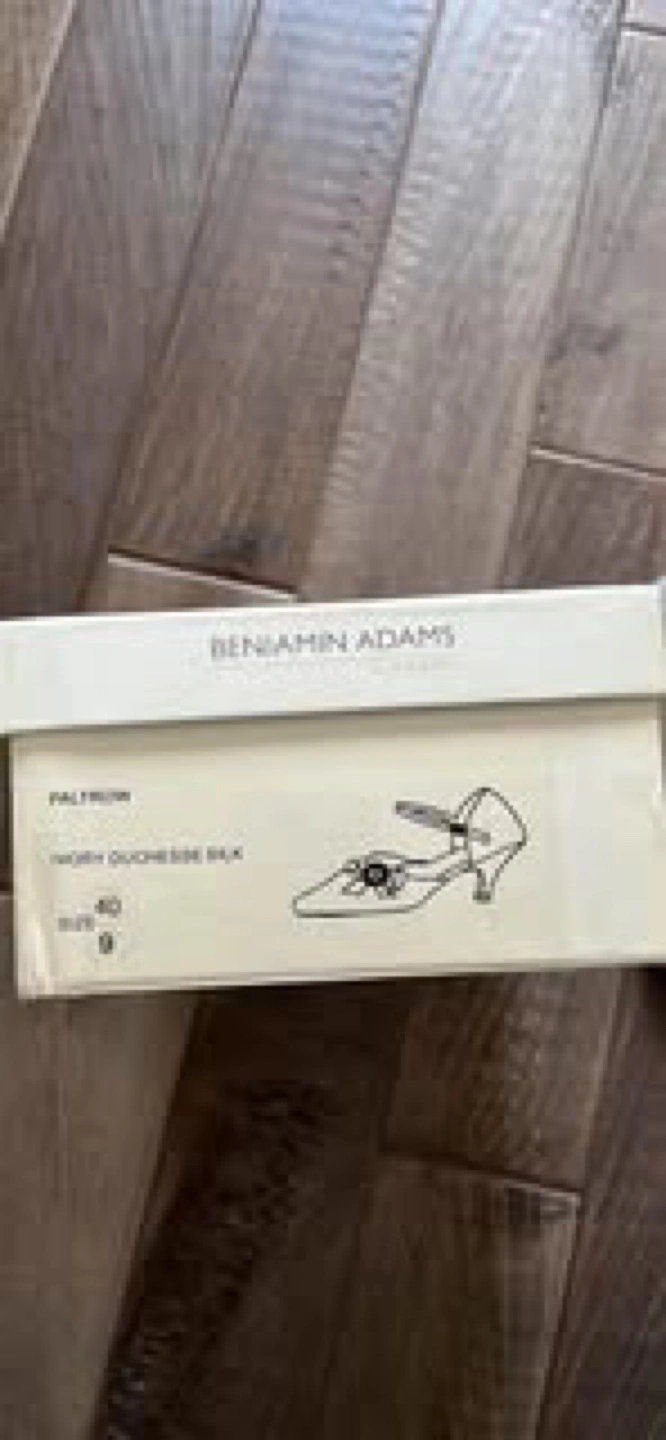 BENJAMIN ADAMS
PALTROW
IVORY DUCHESSE SILK
SIZE 40
9